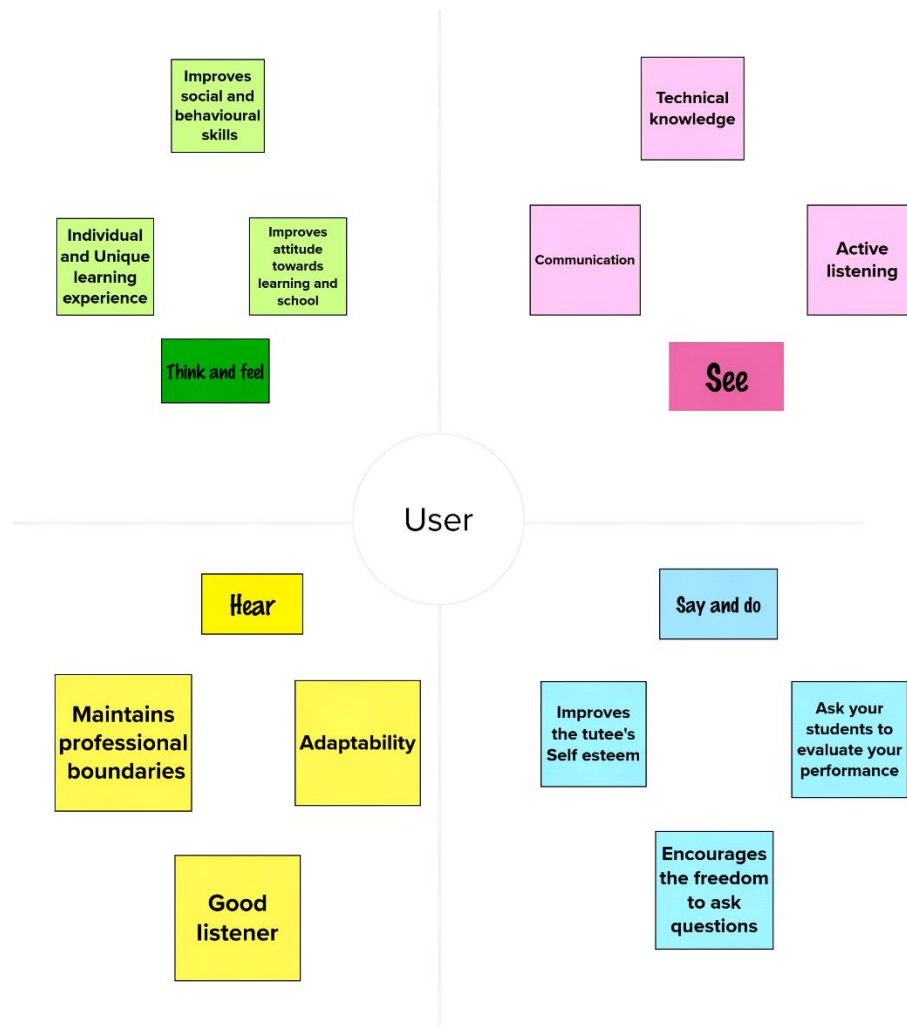 Improves
social and
behavioural
skills
Individual
and Unique
learning
experience
Improves
attitude
towards
learning and
school
Think and feel
Technical
knowledge
Communication
Active
listening
See
User
Hear
Maintains
professional
boundaries
Adaptability
Good
listener
Say and do
Improves
the tutee's
Self esteem
Ask your
students to
evaluate your
performance
Encourages
the freedom
to ask
questions